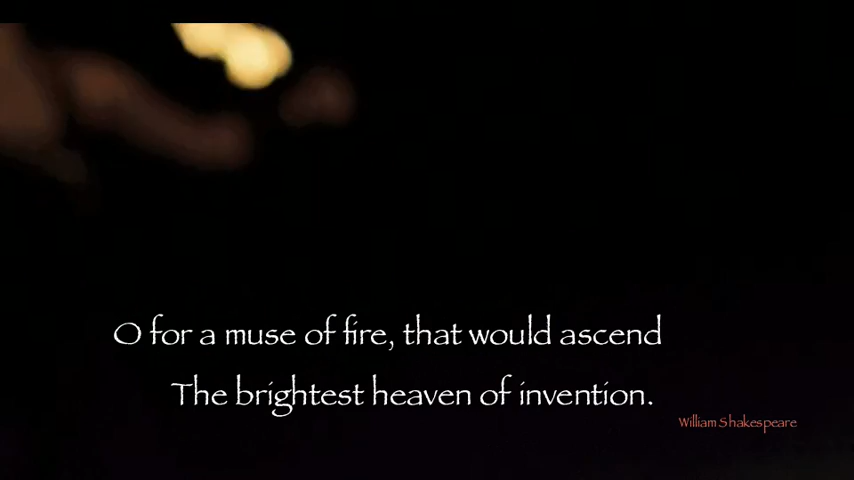 O for a muse of fire, that would ascend
The brightest heaven of invention.
William Shakespeare